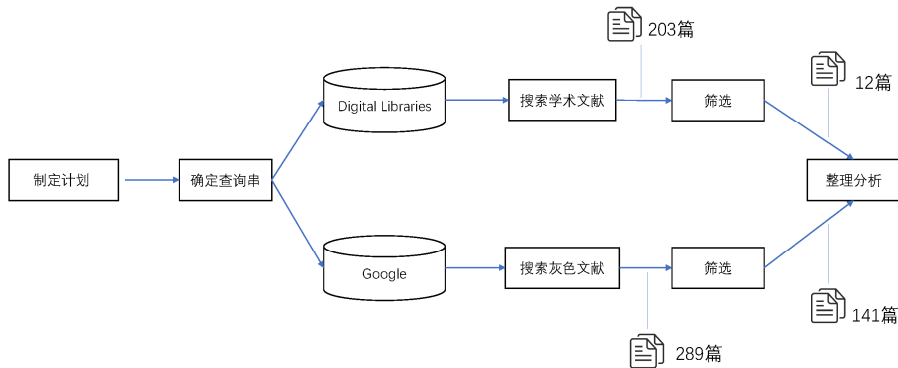 203篇
12篇
Digital Libraries
搜索学术文献
筛选
制定计划
确定查询串
整理分析
Google
搜索灰色文献
筛选
141篇
289篇